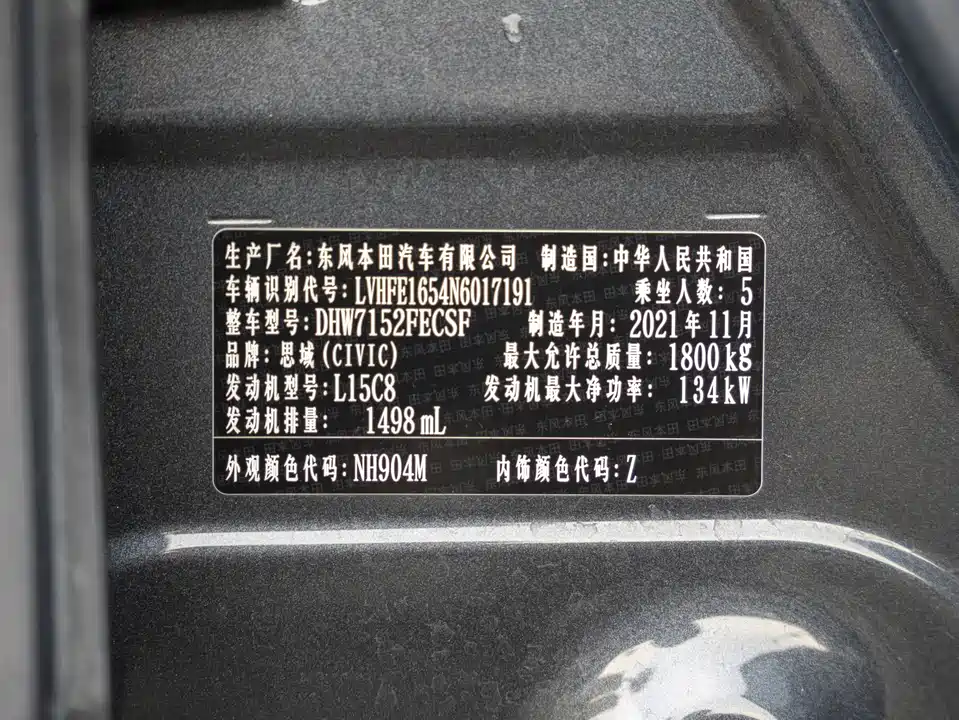 生产厂名:东风本田汽车有限公司 制造国:中华人民共和国
车辆识别代号:LVHFE1654N6017191 乘坐人数:5
整车型号:DHW7152FECSF 制造年月:2021年11月
品牌:思域(CIVIC) 最大允许总质量:1800kg
发动机型号:L15C8 发动机最大净功率:134kW
发动机排量:1498mL
外观颜色代码:NH904M 内饰颜色代码:Z